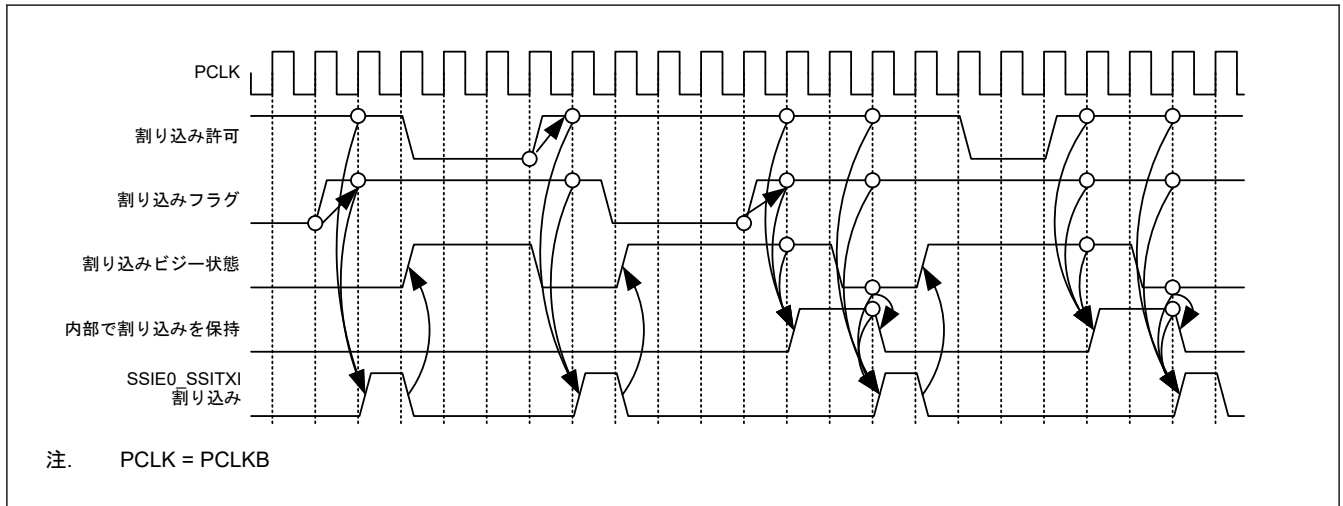 PCLK
割り込み許可
割り込みフラグ
割り込みビジー状態
内部で割り込みを保持
SSIE0_SSITXI
割り込み
注. PCLK = PCLKB